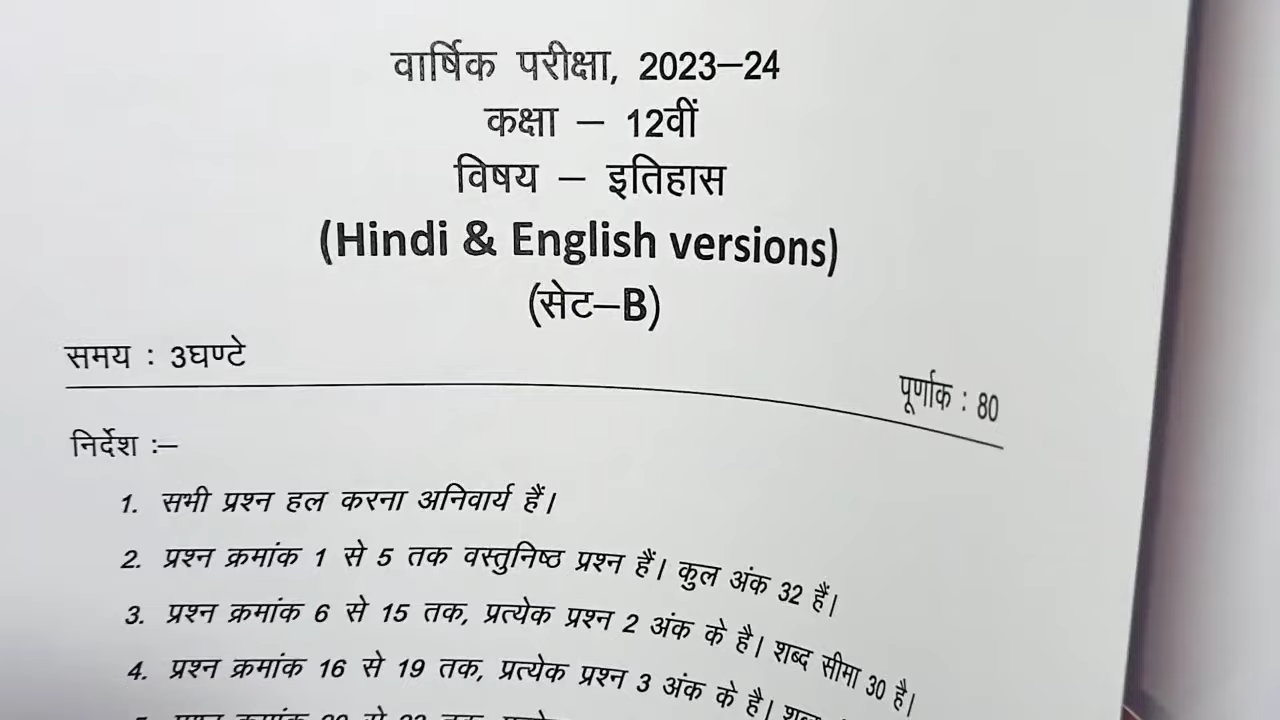 वार्षिक परीक्षा, 2023–24
कक्षा – 12वीं
विषय – इतिहास
(Hindi & English versions)
(सेट–B)
समय : 3घण्टे
पूर्णाक : 80
निर्देश :–
1. सभी प्रश्न हल करना अनिवार्य हैं।
2. प्रश्न क्रमांक 1 से 5 तक वस्तुनिष्ठ प्रश्न हैं। कुल अंक 32 हैं।
3. प्रश्न क्रमांक 6 से 15 तक, प्रत्येक प्रश्न 2 अंक के है। शब्द सीमा 30 है।
4. प्रश्न क्रमांक 16 से 19 तक, प्रत्येक प्रश्न 3 अंक के है।